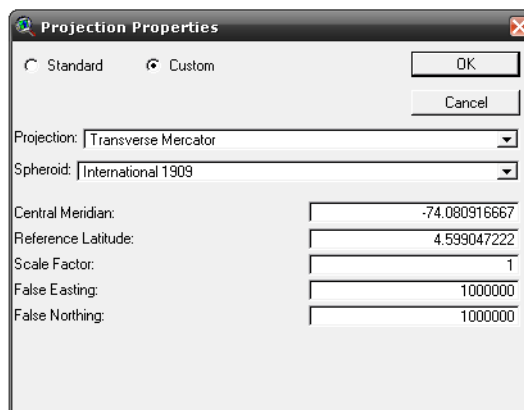 Projection Properties
Standard Custom OK
Cancel
Projection: Transverse Mercator
Spheroid: International 1909
Central Meridian: -74.080916667
Reference Latitude: 4.599047222
Scale Factor: 1
False Easting: 1000000
False Northing: 1000000